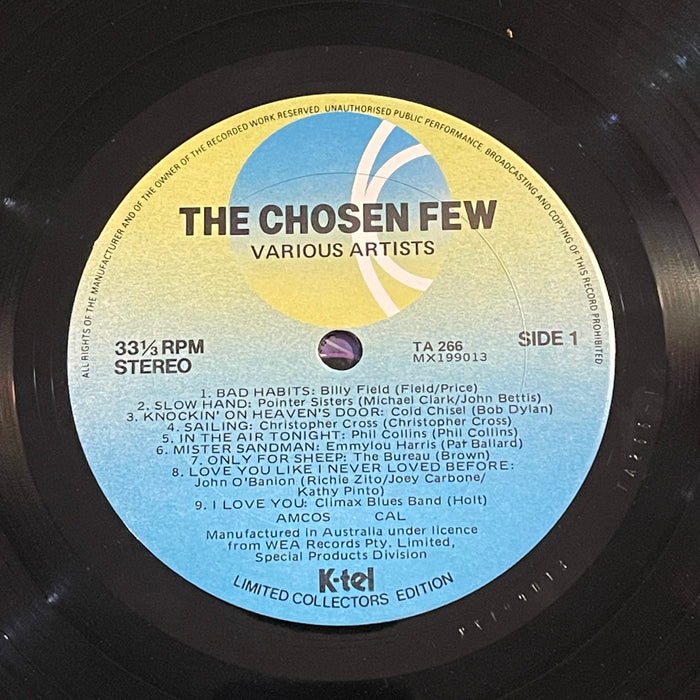 ALL RIGHTS OF THE MANUFACTURER AND OF THE OWNER OF THE RECORDED WORK RESERVED. UNAUTHORISED PUBLIC PERFORMANCE, BROADCASTING AND COPYING OF THIS RECORD PROHIBITED
THE CHOSEN FEW
VARIOUS ARTISTS
33⅓ RPM
STEREO
TA 266
MX199013
SIDE 1
1. BAD HABITS: Billy Field (Field/Price)
2. SLOW HAND: Pointer Sisters (Michael Clark/John Bettis)
3. KNOCKIN' ON HEAVEN'S DOOR: Cold Chisel (Bob Dylan)
4. SAILING: Christopher Cross (Christopher Cross)
5. IN THE AIR TONIGHT: Phil Collins (Phil Collins)
6. MISTER SANDMAN: Emmylou Harris (Pat Ballard)
7. ONLY FOR SHEEP: The Bureau (Brown)
8. LOVE YOU LIKE I NEVER LOVED BEFORE:
John O'Banion (Richie Zito/Joey Carbone/
Kathy Pinto)
9. I LOVE YOU: Climax Blues Band (Holt)
AMCOS CAL
Manufactured in Australia under licence
from WEA Records Pty. Limited,
Special Products Division
K-tel
LIMITED COLLECTORS EDITION